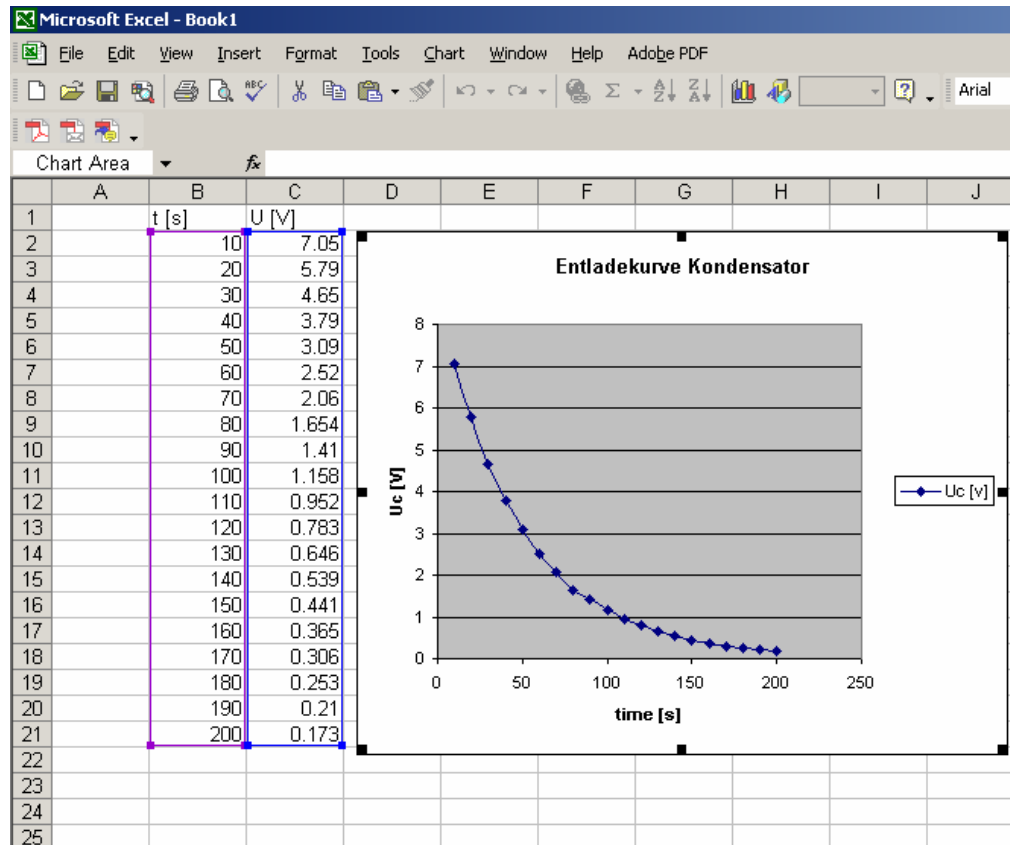 Microsoft Excel - Book1
File Edit View Insert Format Tools Chart Window Help Adobe PDF
Arial
Chart Area fx
A B C D E F G H I J
1 t [s] U [V]
2 10 7.05
3 20 5.79
4 30 4.65
5 40 3.79
6 50 3.09
7 60 2.52
8 70 2.06
9 80 1.654
10 90 1.41
11 100 1.158
12 110 0.952
13 120 0.783
14 130 0.646
15 140 0.539
16 150 0.441
17 160 0.365
18 170 0.306
19 180 0.253
20 190 0.21
21 200 0.173
22
23
24
25
Entladekurve Kondensator
8
7
6
5
4
3
2
1
0
Uc [V]
0 50 100 150 200 250
time [s]
Uc [v]